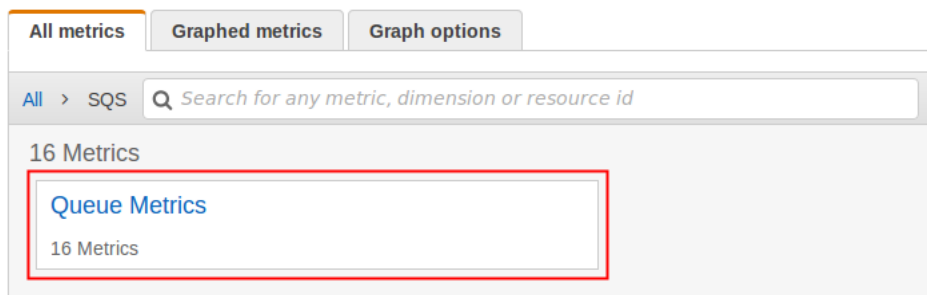 All metrics Graphed metrics Graph options
All > SQS Search for any metric, dimension or resource id
16 Metrics
Queue Metrics
16 Metrics